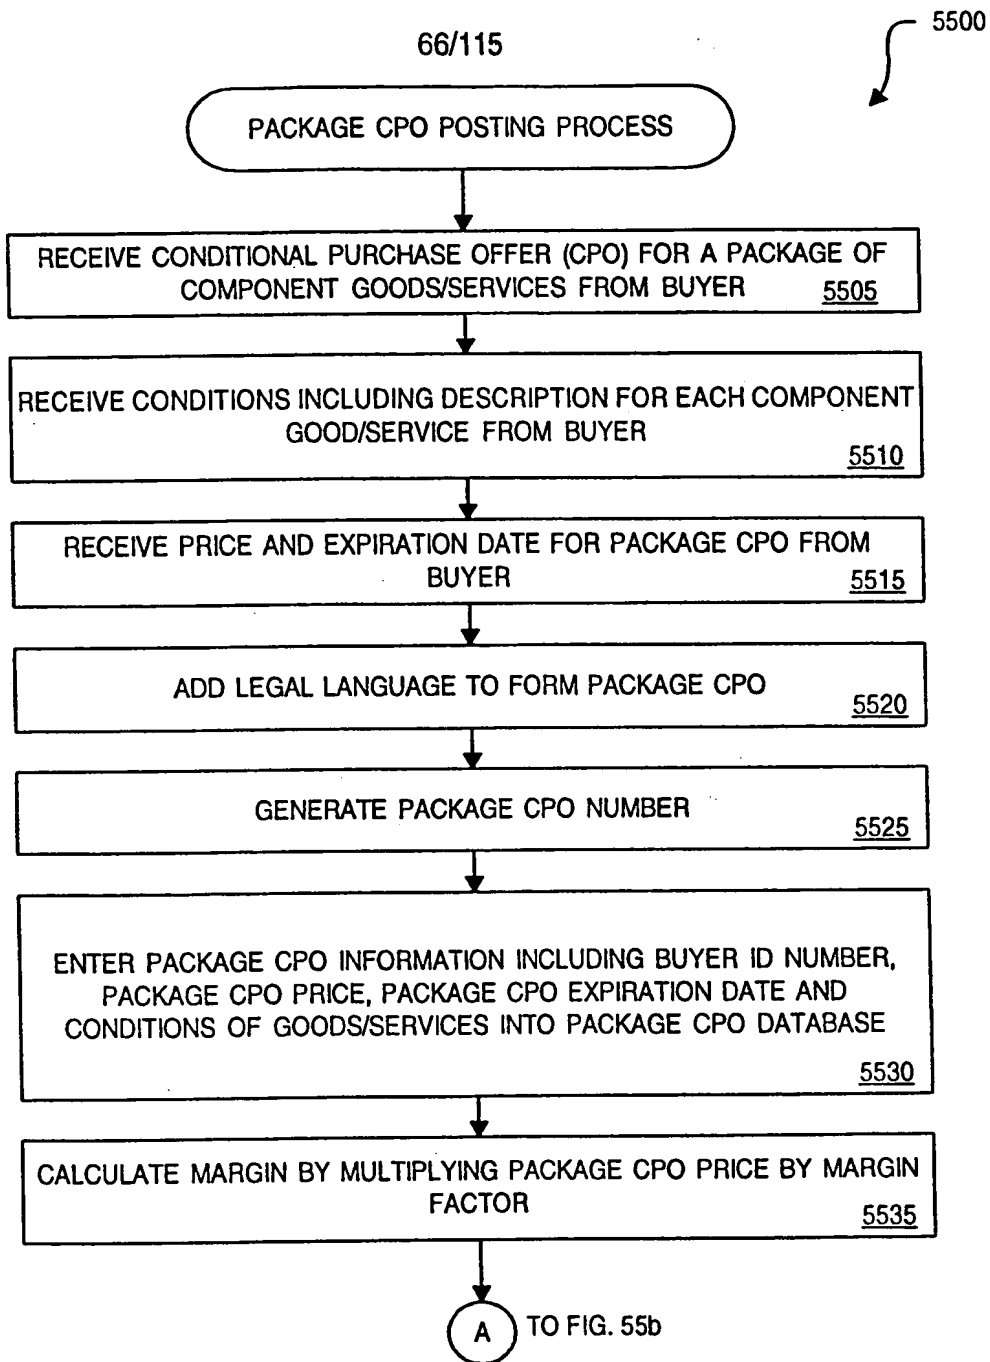 5500
66/115
PACKAGE CPO POSTING PROCESS
RECEIVE CONDITIONAL PURCHASE OFFER (CPO) FOR A PACKAGE OF
COMPONENT GOODS/SERVICES FROM BUYER 5505
RECEIVE CONDITIONS INCLUDING DESCRIPTION FOR EACH COMPONENT
GOOD/SERVICE FROM BUYER
5510
RECEIVE PRICE AND EXPIRATION DATE FOR PACKAGE CPO FROM
BUYER 5515
ADD LEGAL LANGUAGE TO FORM PACKAGE CPO
5520
GENERATE PACKAGE CPO NUMBER
5525
ENTER PACKAGE CPO INFORMATION INCLUDING BUYER ID NUMBER,
PACKAGE CPO PRICE, PACKAGE CPO EXPIRATION DATE AND
CONDITIONS OF GOODS/SERVICES INTO PACKAGE CPO DATABASE
5530
CALCULATE MARGIN BY MULTIPLYING PACKAGE CPO PRICE BY MARGIN
FACTOR 5535
A TO FIG. 55b